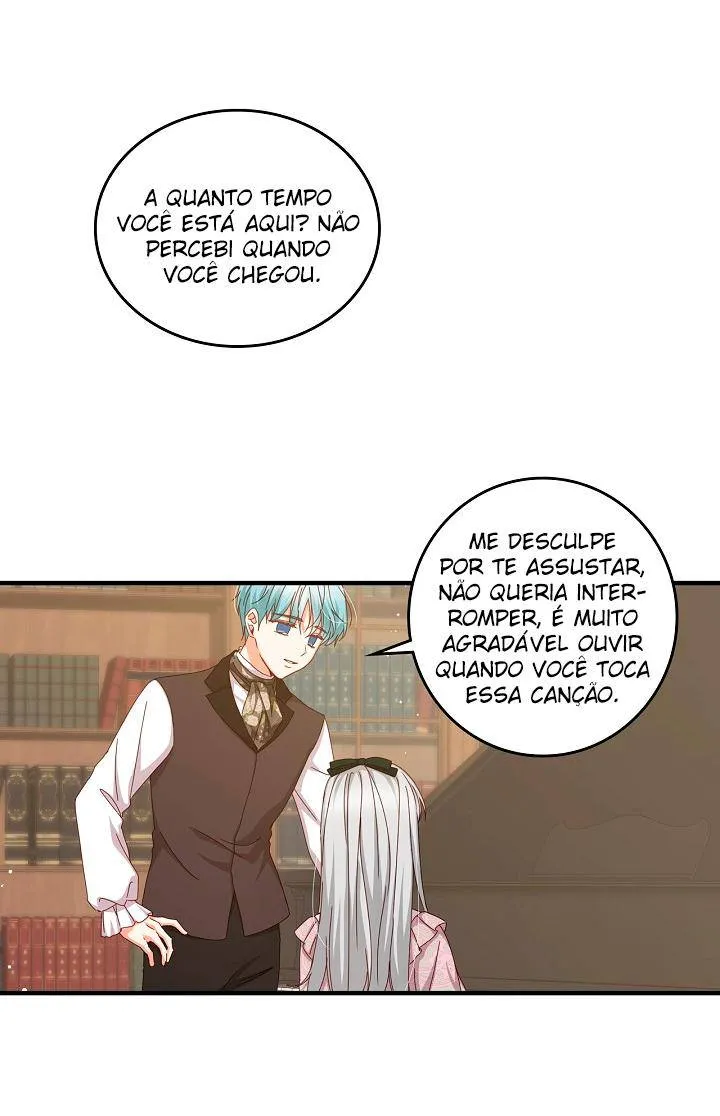 A QUANTO TEMPO
VOCÊ ESTÁ AQUI? NÃO
PERCEBI QUANDO
VOCÊ CHEGOU.
ME DESCULPE
POR TE ASSUSTAR,
NÃO QUERIA INTER-
ROMPER, É MUITO
AGRADÁVEL OUVIR
QUANDO VOCÊ TOCA
ESSA CANÇÃO.